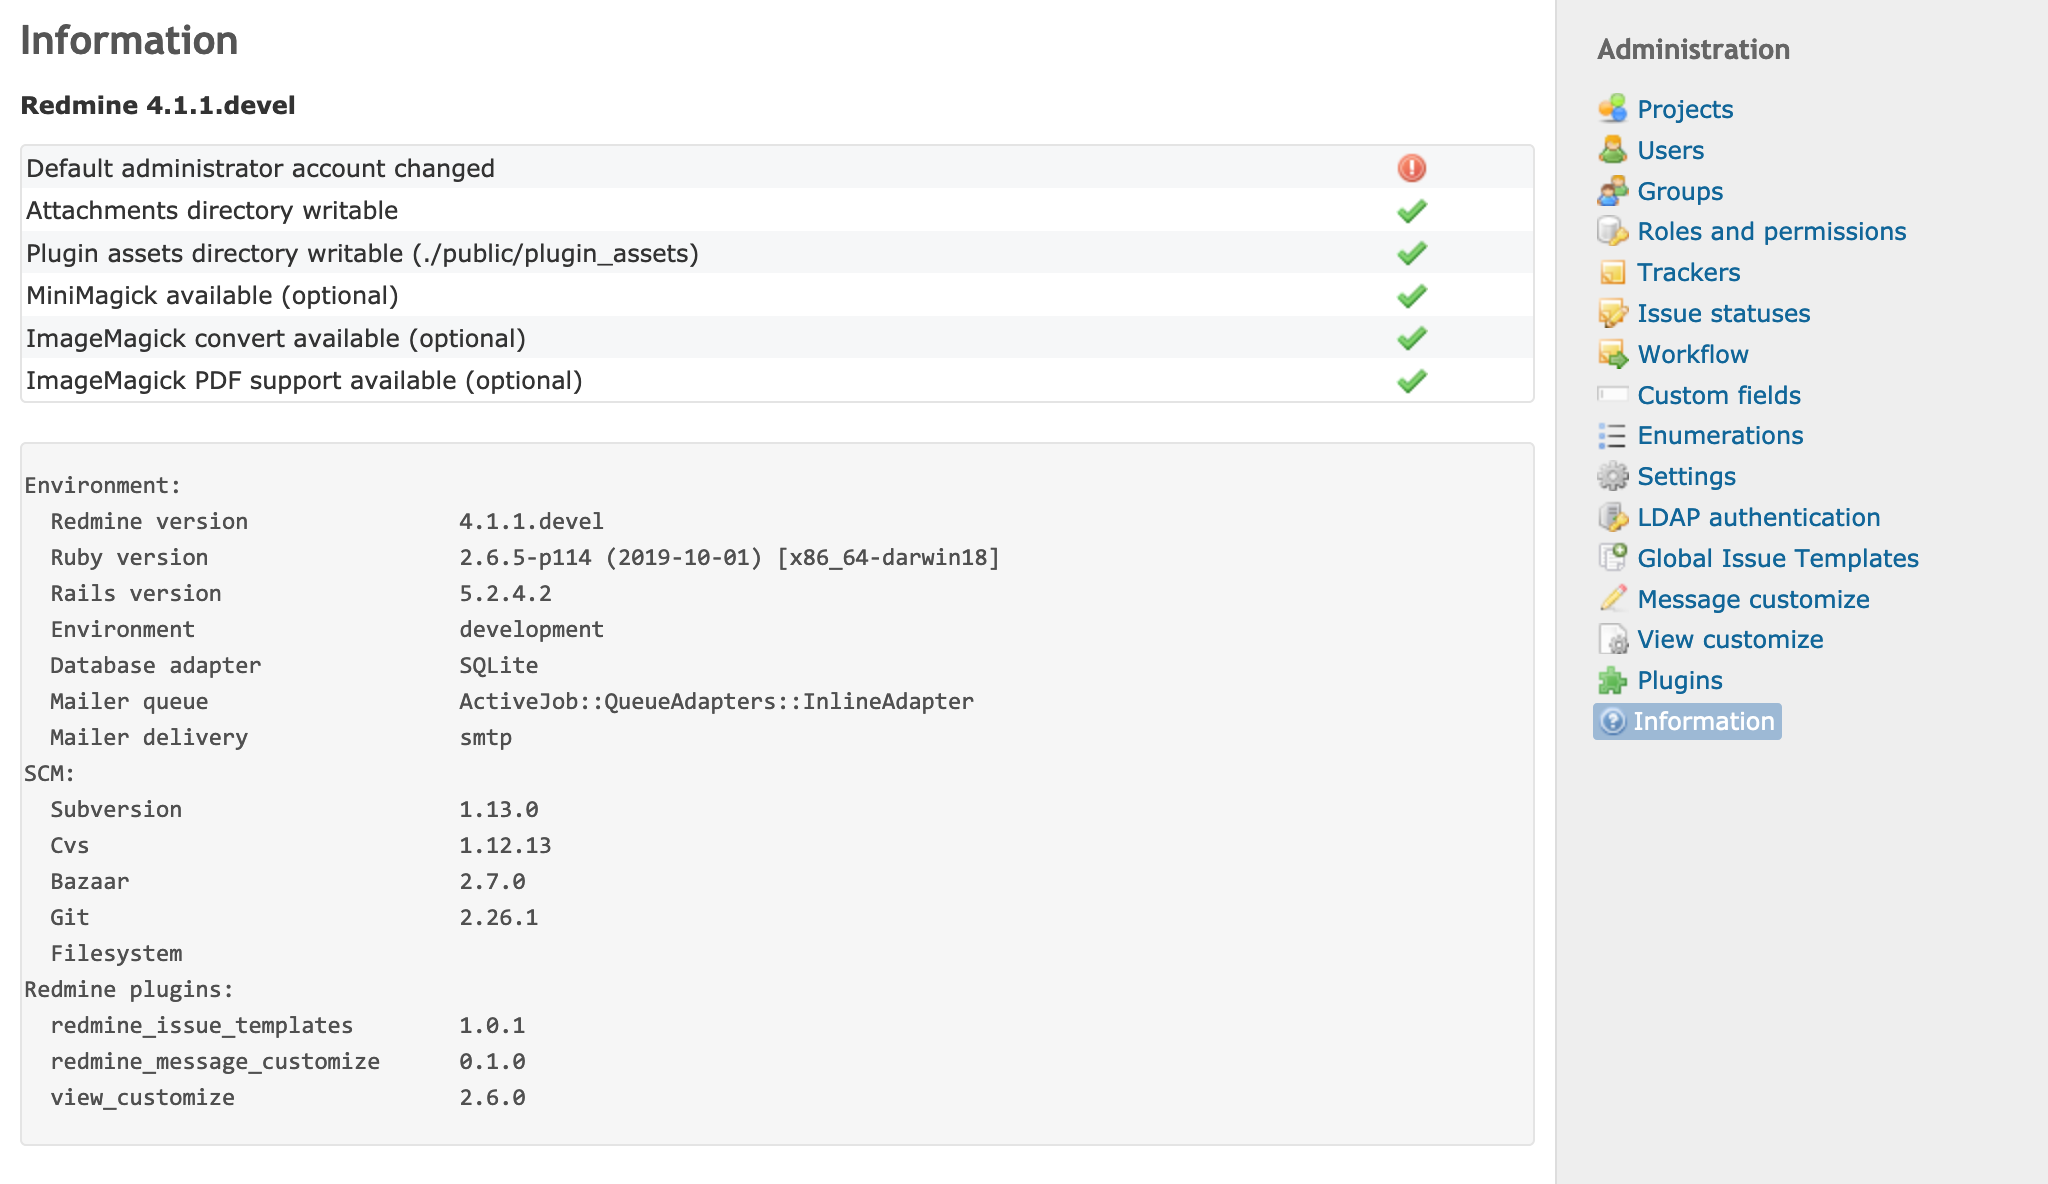 Information
Redmine 4.1.1.devel
Default administrator account changed
Attachments directory writable
Plugin assets directory writable (./public/plugin_assets)
MiniMagick available (optional)
ImageMagick convert available (optional)
ImageMagick PDF support available (optional)
Environment:
Redmine version 4.1.1.devel
Ruby version 2.6.5-p114 (2019-10-01) [x86_64-darwin18]
Rails version 5.2.4.2
Environment development
Database adapter SQLite
Mailer queue ActiveJob::QueueAdapters::InlineAdapter
Mailer delivery smtp
SCM:
Subversion 1.13.0
Cvs 1.12.13
Bazaar 2.7.0
Git 2.26.1
Filesystem
Redmine plugins:
redmine_issue_templates 1.0.1
redmine_message_customize 0.1.0
view_customize 2.6.0
Administration
Projects
Users
Groups
Roles and permissions
Trackers
Issue statuses
Workflow
Custom fields
Enumerations
Settings
LDAP authentication
Global Issue Templates
Message customize
View customize
Plugins
Information